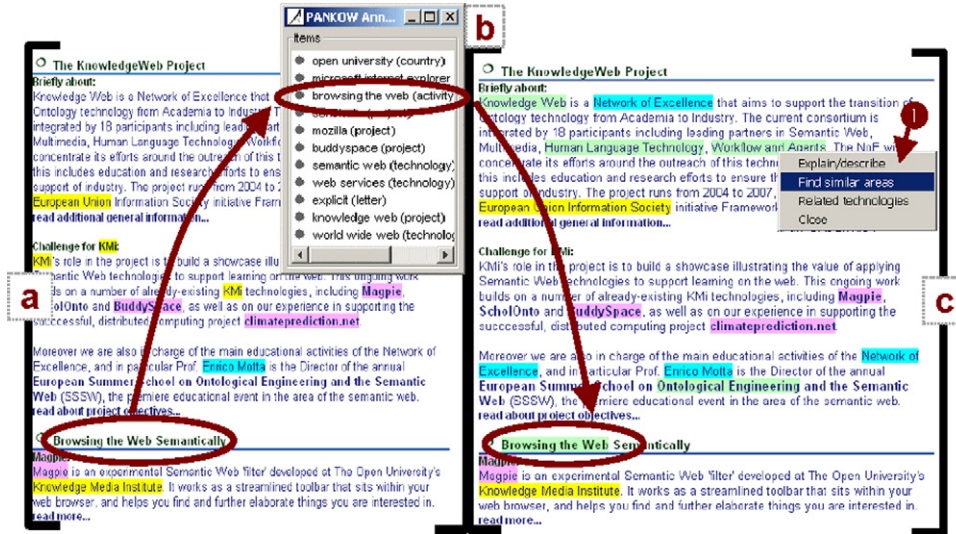 a
The KnowledgeWeb Project
Briefly about:
Knowledge Web is a Network of Excellence that
Ontology technology from Academia to Industry.
integrated by 18 participants including leading
Multimedia, Human Language Technology,
concentrate its efforts around the outreach of this
this includes education and research efforts to
support of industry. The project runs from 2004 to
European Union Information Society initiative
read additional general information...
Challenge for KMi:
KMi's role in the project is to build a showcase
Semantic Web technologies to support learning on the web. This ongoing work
builds on a number of already-existing KMi technologies, including Magpie,
ScholOnto and BuddySpace, as well as on our experience in supporting the
succcessful, distributed computing project climateprediction.net.
Moreover we are also in charge of the main educational activities of the Network of
Excellence, and in particular Prof. Enrico Motta is the Director of the annual
European Summer School on Ontological Engineering and the Semantic
Web (SSSW), the premiere educational event in the area of the semantic web.
read about project objectives...
Browsing the Web Semantically
Magpie:
Magpie is an experimental Semantic Web 'filter' developed at The Open University's
Knowledge Media Institute. It works as a streamlined toolbar that sits within your
web browser, and helps you find and further elaborate things you are interested in.
read more...
b
PANKOW Ann...
Items
open university (country)
microsoft internet explorer
browsing the web (activity
mozilla (project)
buddyspace (project)
semantic web (technology)
web services (technology)
explicit (letter)
knowledge web (project)
world wide web (technolog
c
The KnowledgeWeb Project
Briefly about:
Knowledge Web is a Network of Excellence that aims to support the transition of
Ontology technology from Academia to Industry. The current consortium is
integrated by 18 participants including leading partners in Semantic Web,
Multimedia, Human Language Technology, Workflow and Agents. The NoE will
concentrate its efforts around the outreach of this
this includes education and research efforts to ensure
support of industry. The project runs from 2004 to 2007,
European Union Information Society initiative
read additional general information...
1
Explain/describe
Find similar areas
Related technologies
Close
Challenge for KMi:
KMi's role in the project is to build a showcase illustrating the value of applying
Semantic Web technologies to support learning on the web. This ongoing work
builds on a number of already-existing KMi technologies, including Magpie,
ScholOnto and BuddySpace, as well as on our experience in supporting the
succcessful, distributed computing project climateprediction.net.
Moreover we are also in charge of the main educational activities of the Network of
Excellence, and in particular Prof. Enrico Motta is the Director of the annual
European Summer School on Ontological Engineering and the Semantic
Web (SSSW), the premiere educational event in the area of the semantic web.
read about project objectives...
Browsing the Web Semantically
Magpie:
Magpie is an experimental Semantic Web 'filter' developed at The Open University's
Knowledge Media Institute. It works as a streamlined toolbar that sits within your
web browser, and helps you find and further elaborate things you are interested in.
read more...